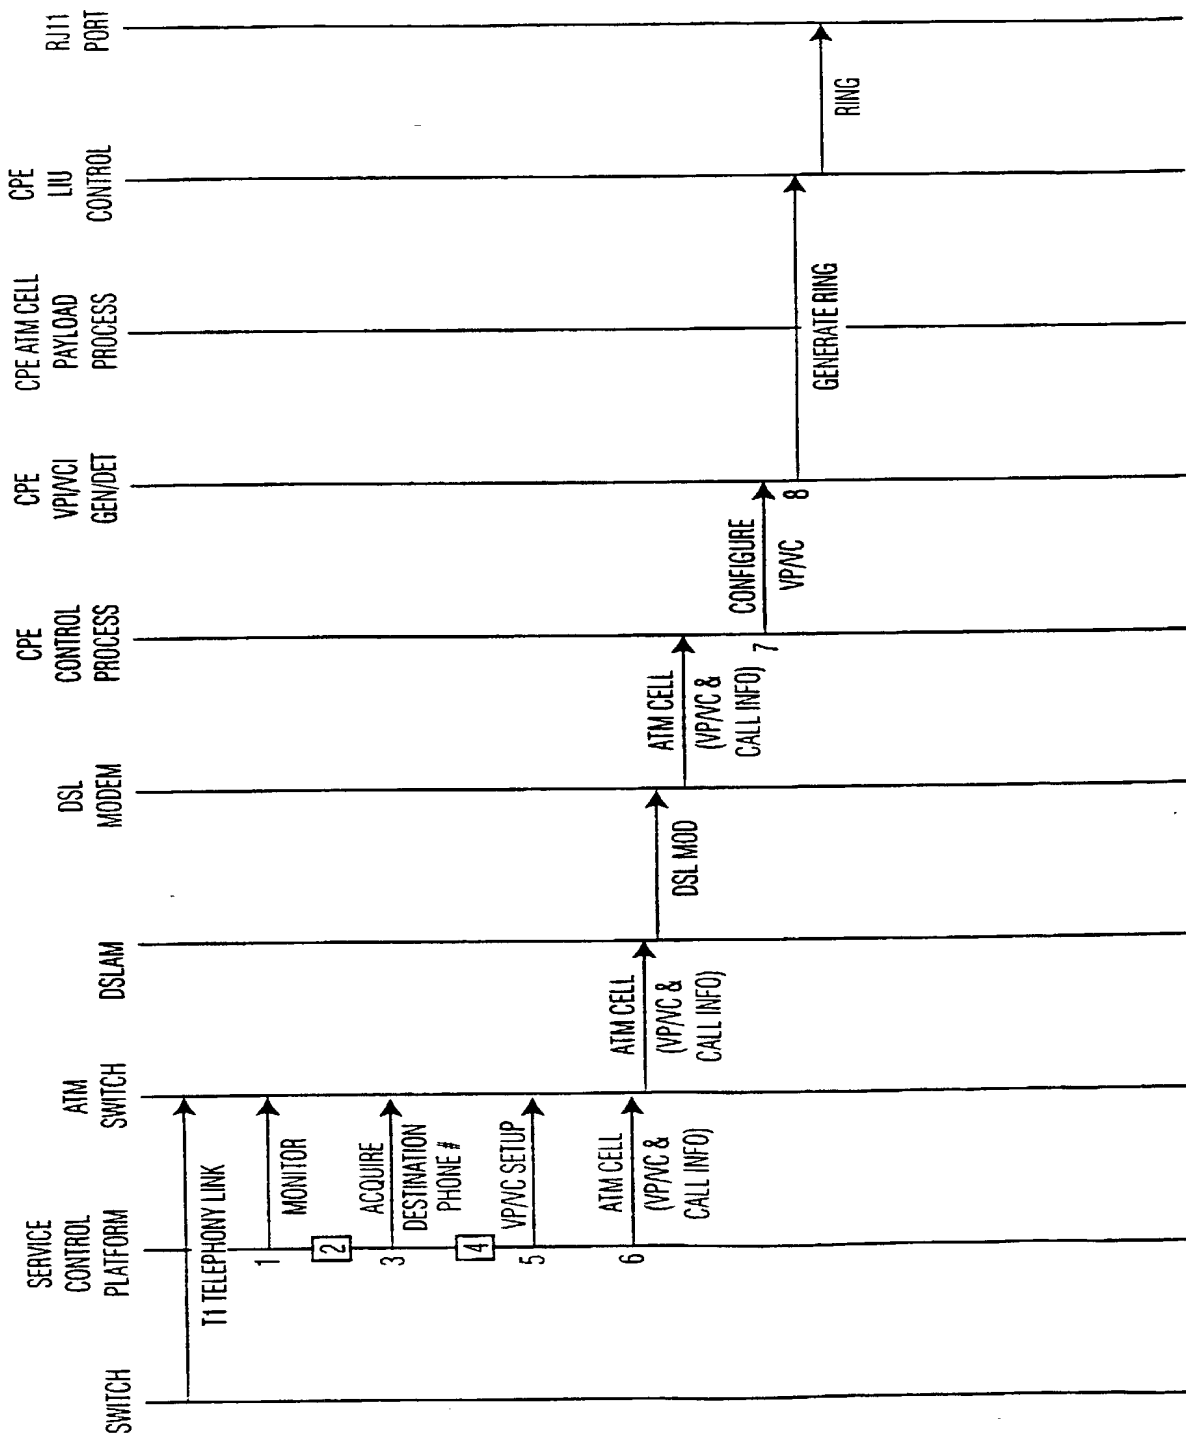 SWITCH
SERVICE
CONTROL
PLATFORM
ATM
SWITCH
DSLAM
DSL
MODEM
CPE
CONTROL
PROCESS
CPE
VPI/VCI
GEN/DET
CPE ATM CELL
PAYLOAD
PROCESS
CPE
LIU
CONTROL
RJ11
PORT
T1 TELEPHONY LINK
1
MONITOR
2
3
ACQUIRE
DESTINATION
PHONE #
4
5
VP/VC SETUP
6
ATM CELL
(VP/VC &
CALL INFO)
ATM CELL
(VP/VC &
CALL INFO)
DSL MOD
ATM CELL
(VP/VC &
CALL INFO)
7
CONFIGURE
VP/VC
8
GENERATE RING
RING